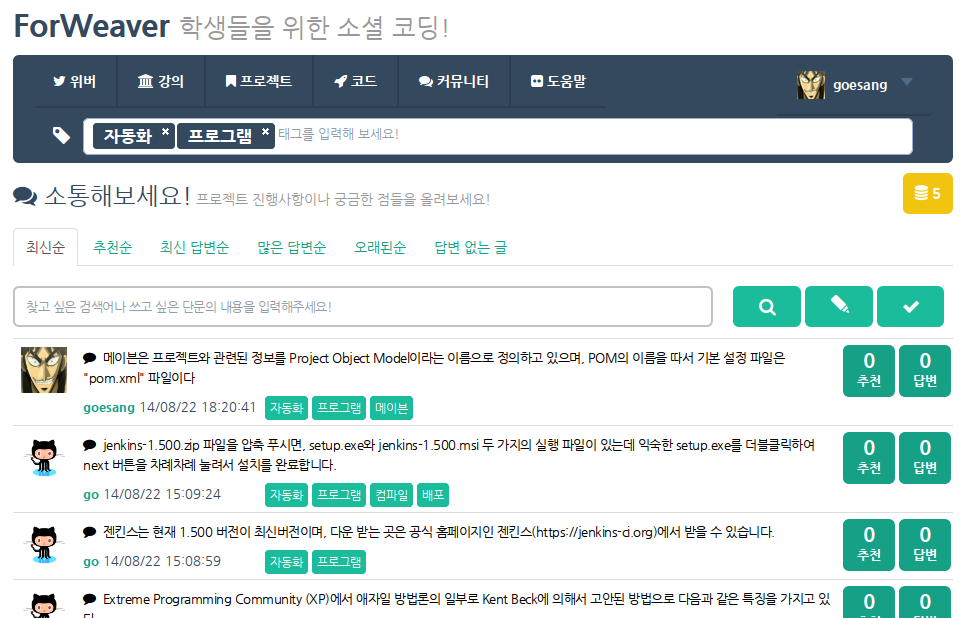 ForWeaver 학생들을 위한 소셜 코딩!
위버 강의 프로젝트 코드 커뮤니티 도움말 goesang
자동화 × 프로그램 × 태그를 입력해 보세요!
소통해보세요! 프로젝트 진행사항이나 궁금한 점들을 올려보세요! 5
최신순 추천순 최신 답변순 많은 답변순 오래된순 답변 없는 글
찾고 싶은 검색어나 쓰고 싶은 단문의 내용을 입력해주세요!
메이븐은 프로젝트와 관련된 정보를 Project Object Model이라는 이름으로 정의하고 있으며, POM의 이름을 따서 기본 설정 파일은
"pom.xml" 파일이다
0 추천 0 답변
goesang 14/08/22 18:20:41 자동화 프로그램 메이븐
jenkins-1.500.zip 파일을 압축 푸시면, setup.exe와 jenkins-1.500.msi 두 가지의 실행 파일이 있는데 익숙한 setup.exe를 더블클릭하여
next 버튼을 차례차례 눌러서 설치를 완료합니다.
0 추천 0 답변
go 14/08/22 15:09:24 자동화 프로그램 컴파일 배포
젠킨스는 현재 1.500 버전이 최신버전이며, 다운 받는 곳은 공식 홈페이지인 젠킨스(https://jenkins-ci.org)에서 받을 수 있습니다.
0 추천 0 답변
go 14/08/22 15:08:59 자동화 프로그램
Extreme Programming Community (XP)에서 애자일 방법론의 일부로 Kent Beck에 의해서 고안된 방법으로 다음과 같은 특징을 가지고 있
0 0